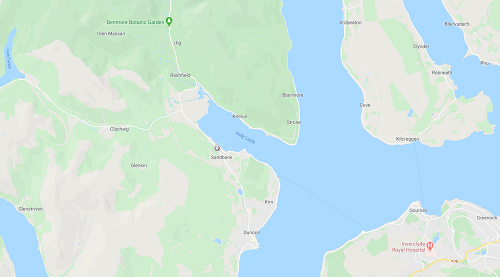 Ardpeaton
Blairvadach
Benmore Botanic Garden
Glen Massan
Uig
Clynder
Rosneath
Rashfield
Blairmore
Cove
Kilmun
Strone
Clachaig
Holy Loch
Kilcreggan
Sandbank
Glenkin
Kirn
Glenstriven
Gourock
Greenock
Dunoon
Inverclyde
Royal Hospital